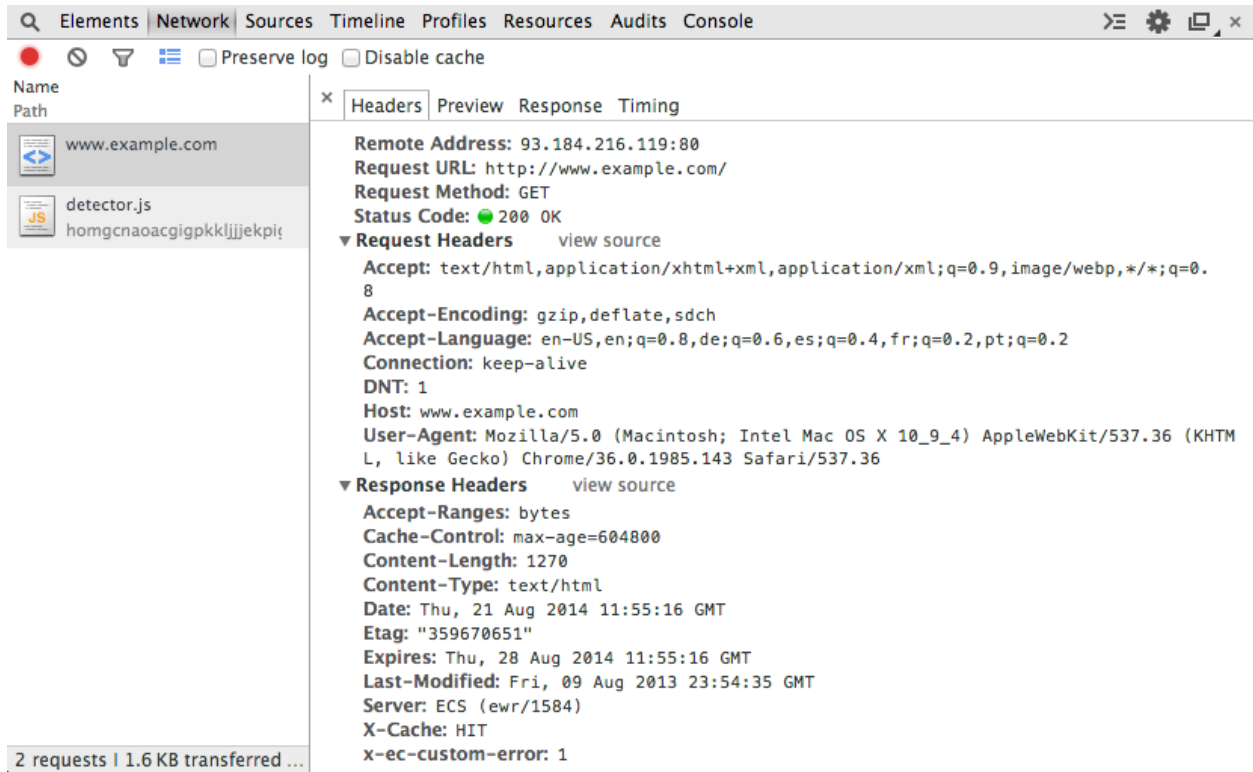 Elements Network Sources Timeline Profiles Resources Audits Console
Preserve log Disable cache
Name
Path
www.example.com
<>
detector.js
JS
homgcnaoacgigpkkljjjekpig
2 requests | 1.6 KB transferred ...
Headers Preview Response Timing
Remote Address: 93.184.216.119:80
Request URL: http://www.example.com/
Request Method: GET
Status Code: 200 OK
Request Headers view source
Accept: text/html,application/xhtml+xml,application/xml;q=0.9,image/webp,*/*;q=0.
8
Accept-Encoding: gzip,deflate,sdch
Accept-Language: en-US,en;q=0.8,de;q=0.6,es;q=0.4,fr;q=0.2,pt;q=0.2
Connection: keep-alive
DNT: 1
Host: www.example.com
User-Agent: Mozilla/5.0 (Macintosh; Intel Mac OS X 10_9_4) AppleWebKit/537.36 (KHTM
L, like Gecko) Chrome/36.0.1985.143 Safari/537.36
Response Headers view source
Accept-Ranges: bytes
Cache-Control: max-age=604800
Content-Length: 1270
Content-Type: text/html
Date: Thu, 21 Aug 2014 11:55:16 GMT
Etag: "359670651"
Expires: Thu, 28 Aug 2014 11:55:16 GMT
Last-Modified: Fri, 09 Aug 2013 23:54:35 GMT
Server: ECS (ewr/1584)
X-Cache: HIT
x-ec-custom-error: 1